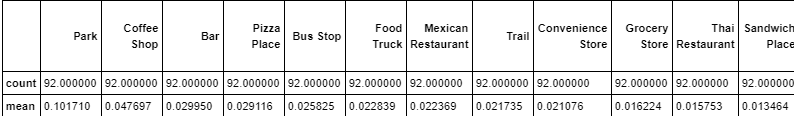 Park Coffee Shop Bar Pizza Place Bus Stop Food Truck Mexican Restaurant Trail Convenience Store Grocery Store Thai Restaurant Sandwich Place
count 92.000000 92.000000 92.000000 92.000000 92.000000 92.000000 92.000000 92.000000 92.000000 92.000000 92.000000 92.000000
mean 0.101710 0.047697 0.029950 0.029116 0.025825 0.022839 0.022369 0.021735 0.021076 0.016224 0.015753 0.013464